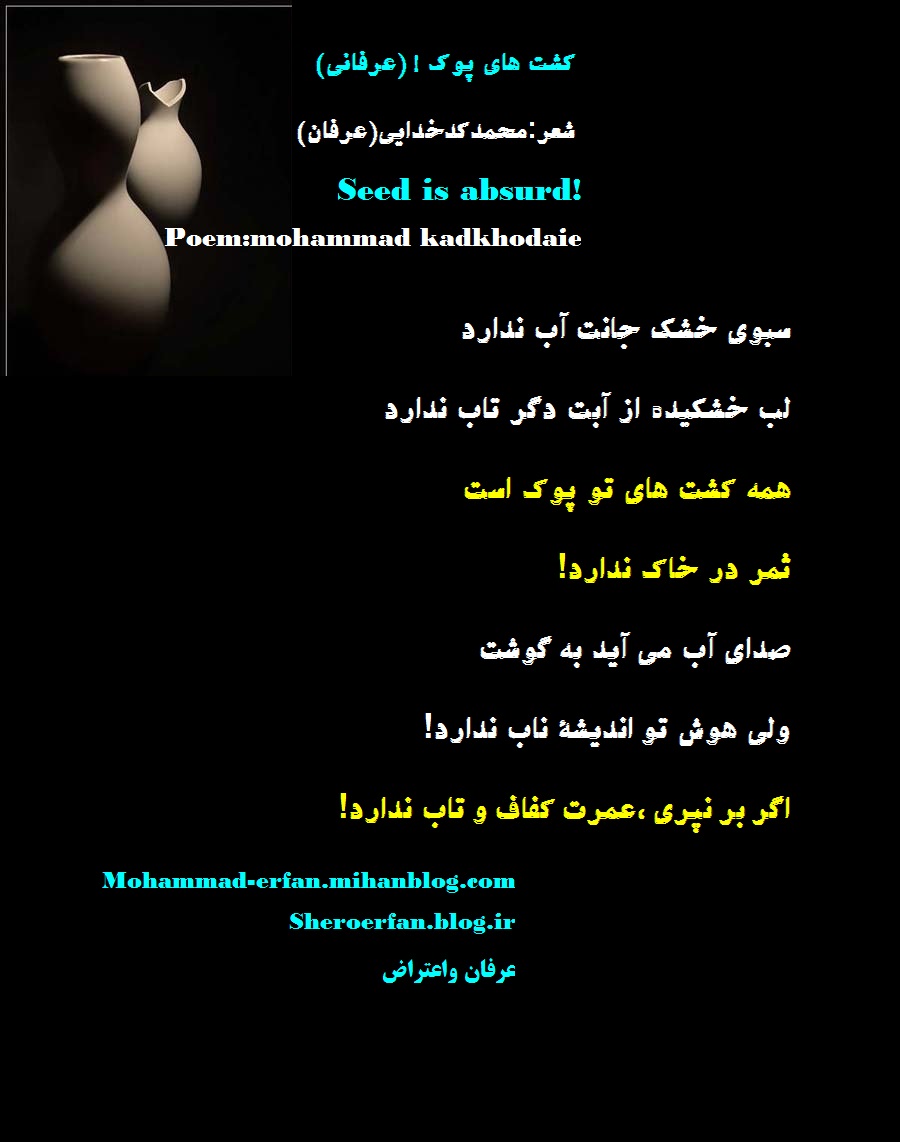 کشت های پوک ! (عرفانی)
شعر:محمدکدخدایی(عرفان)
Seed is absurd!
Poem:mohammad kadkhodaie
سبوی خشک جانت آب ندارد
لب خشکیده از آبت دگر تاب ندارد
همه کشت های تو پوک است
ثمر در خاک ندارد!
صدای آب می آید به گوشت
ولی هوش تو اندیشهٔ ناب ندارد!
اگر بر نپری ،عمرت کفاف و تاب ندارد!
Mohammad-erfan.mihanblog.com
Sheroerfan.blog.ir
عرفان واعتراض